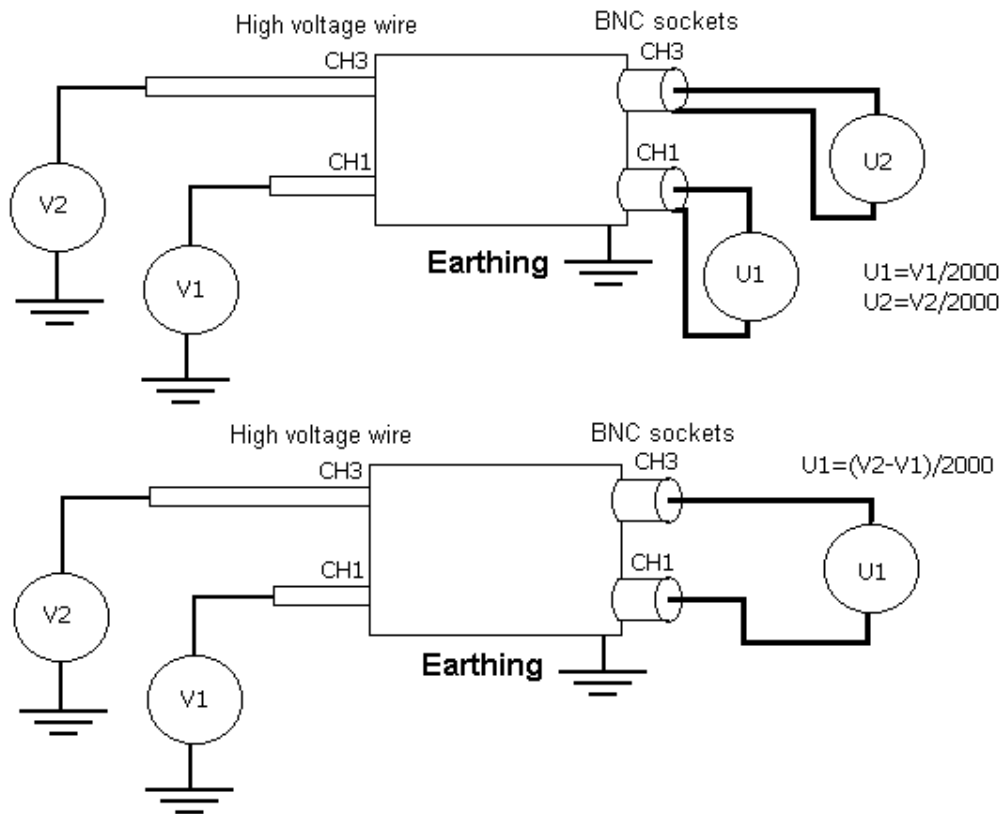 High voltage wire
BNC sockets
CH3
CH3
V2
CH1
CH1
U2
V1
Earthing
U1
U1=V1/2000
U2=V2/2000
High voltage wire
BNC sockets
CH3
CH3
U1=(V2-V1)/2000
CH1
CH1
U1
V2
Earthing
V1